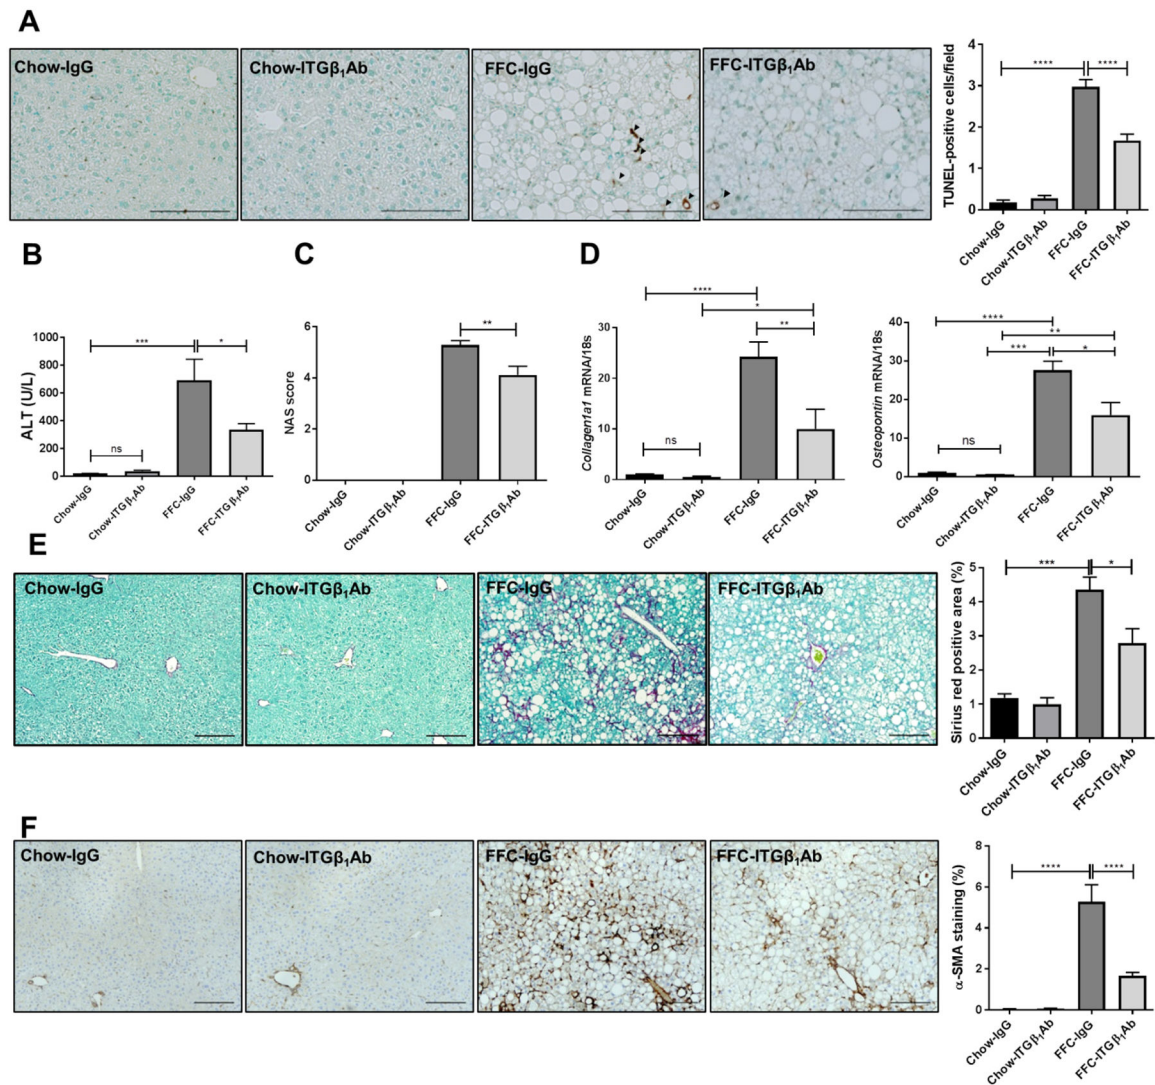 A
Chow-IgG
Chow-ITGβ₁Ab
FFC-IgG
FFC-ITGβ₁Ab
TUNEL-positive cells/field
4
3
2
1
0
****
****
Chow-IgG
Chow-ITGβ₁Ab
FFC-IgG
FFC-ITGβ₁Ab
B
ALT (U/L)
1000
800
600
400
200
0
***
*
ns
Chow-IgG
Chow-ITGβ₁Ab
FFC-IgG
FFC-ITGβ₁Ab
C
NAS score
6
4
2
0
**
Chow-IgG
Chow-ITGβ₁Ab
FFC-IgG
FFC-ITGβ₁Ab
D
Collagen1a1 mRNA/18s
30
20
10
0
****
*
**
ns
Chow-IgG
Chow-ITGβ₁Ab
FFC-IgG
FFC-ITGβ₁Ab
Osteopontin mRNA/18s
40
30
20
10
0
****
**
***
*
ns
Chow-IgG
Chow-ITGβ₁Ab
FFC-IgG
FFC-ITGβ₁Ab
E
Chow-IgG
Chow-ITGβ₁Ab
FFC-IgG
FFC-ITGβ₁Ab
Sirius red positive area (%)
5
4
3
2
1
0
***
*
Chow-IgG
Chow-ITGβ₁Ab
FFC-IgG
FFC-ITGβ₁Ab
F
Chow-IgG
Chow-ITGβ₁Ab
FFC-IgG
FFC-ITGβ₁Ab
α-SMA staining (%)
8
6
4
2
0
****
****
Chow-IgG
Chow-ITGβ₁Ab
FFC-IgG
FFC-ITGβ₁Ab